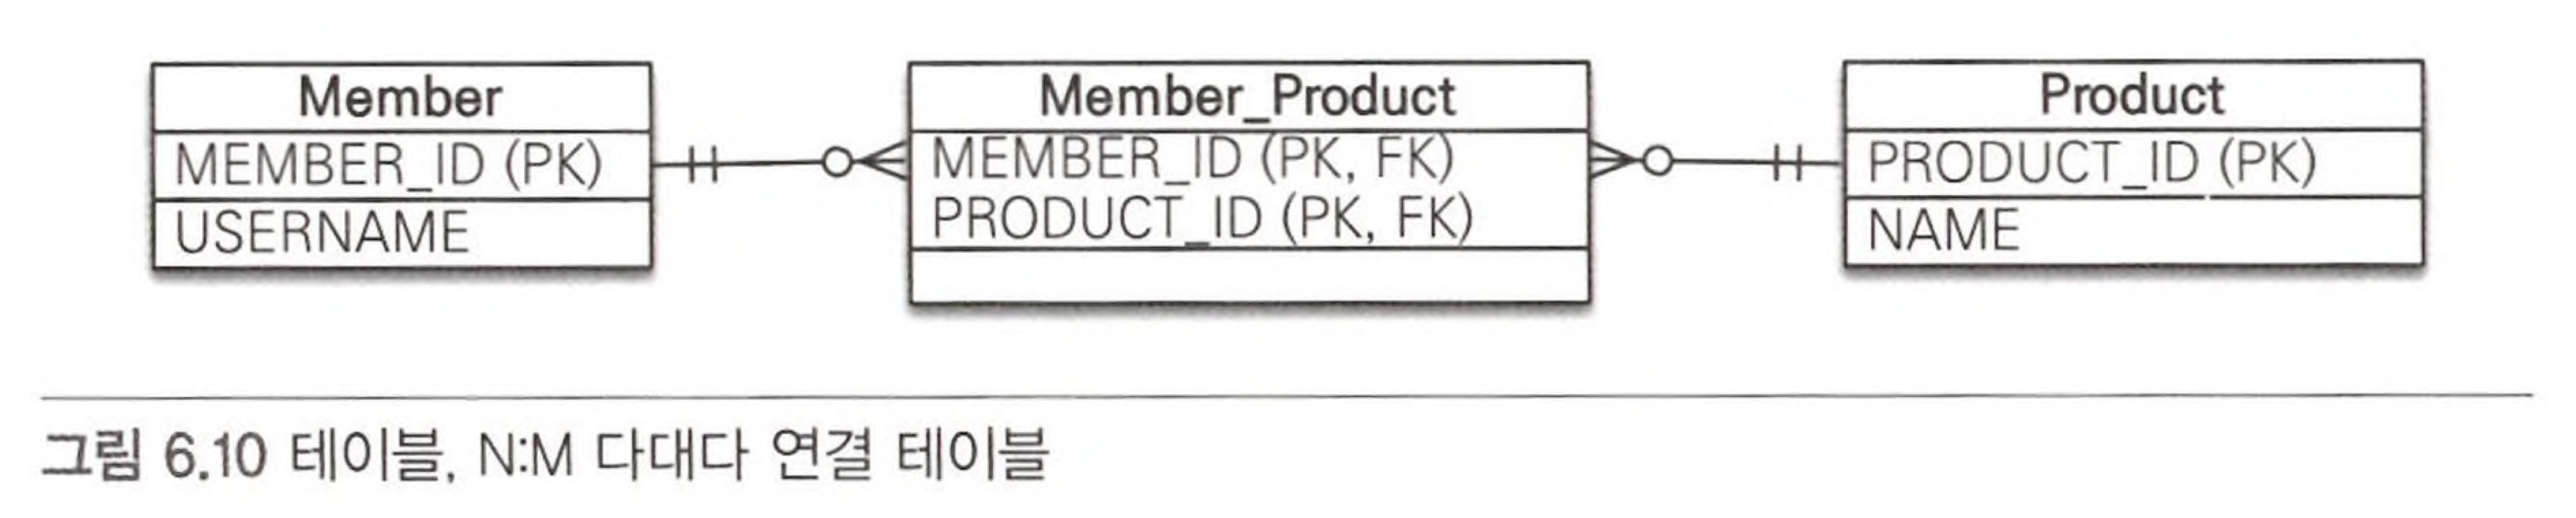 Member
MEMBER_ID (PK)
USERNAME
Member_Product
MEMBER_ID (PK, FK)
PRODUCT_ID (PK, FK)
Product
PRODUCT_ID (PK)
NAME
그림 6.10 테이블, N:M 다대다 연결 테이블